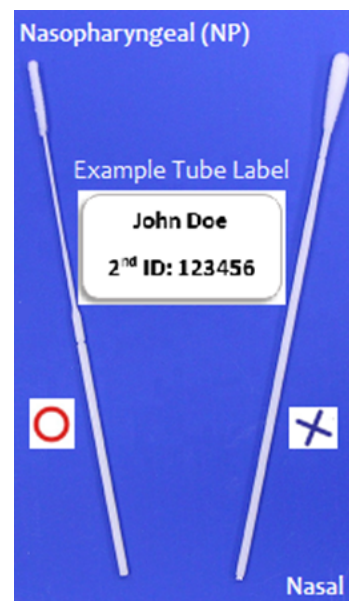 Nasopharyngeal (NP)
Example Tube Label
John Doe
2nd ID: 123456
Nasal